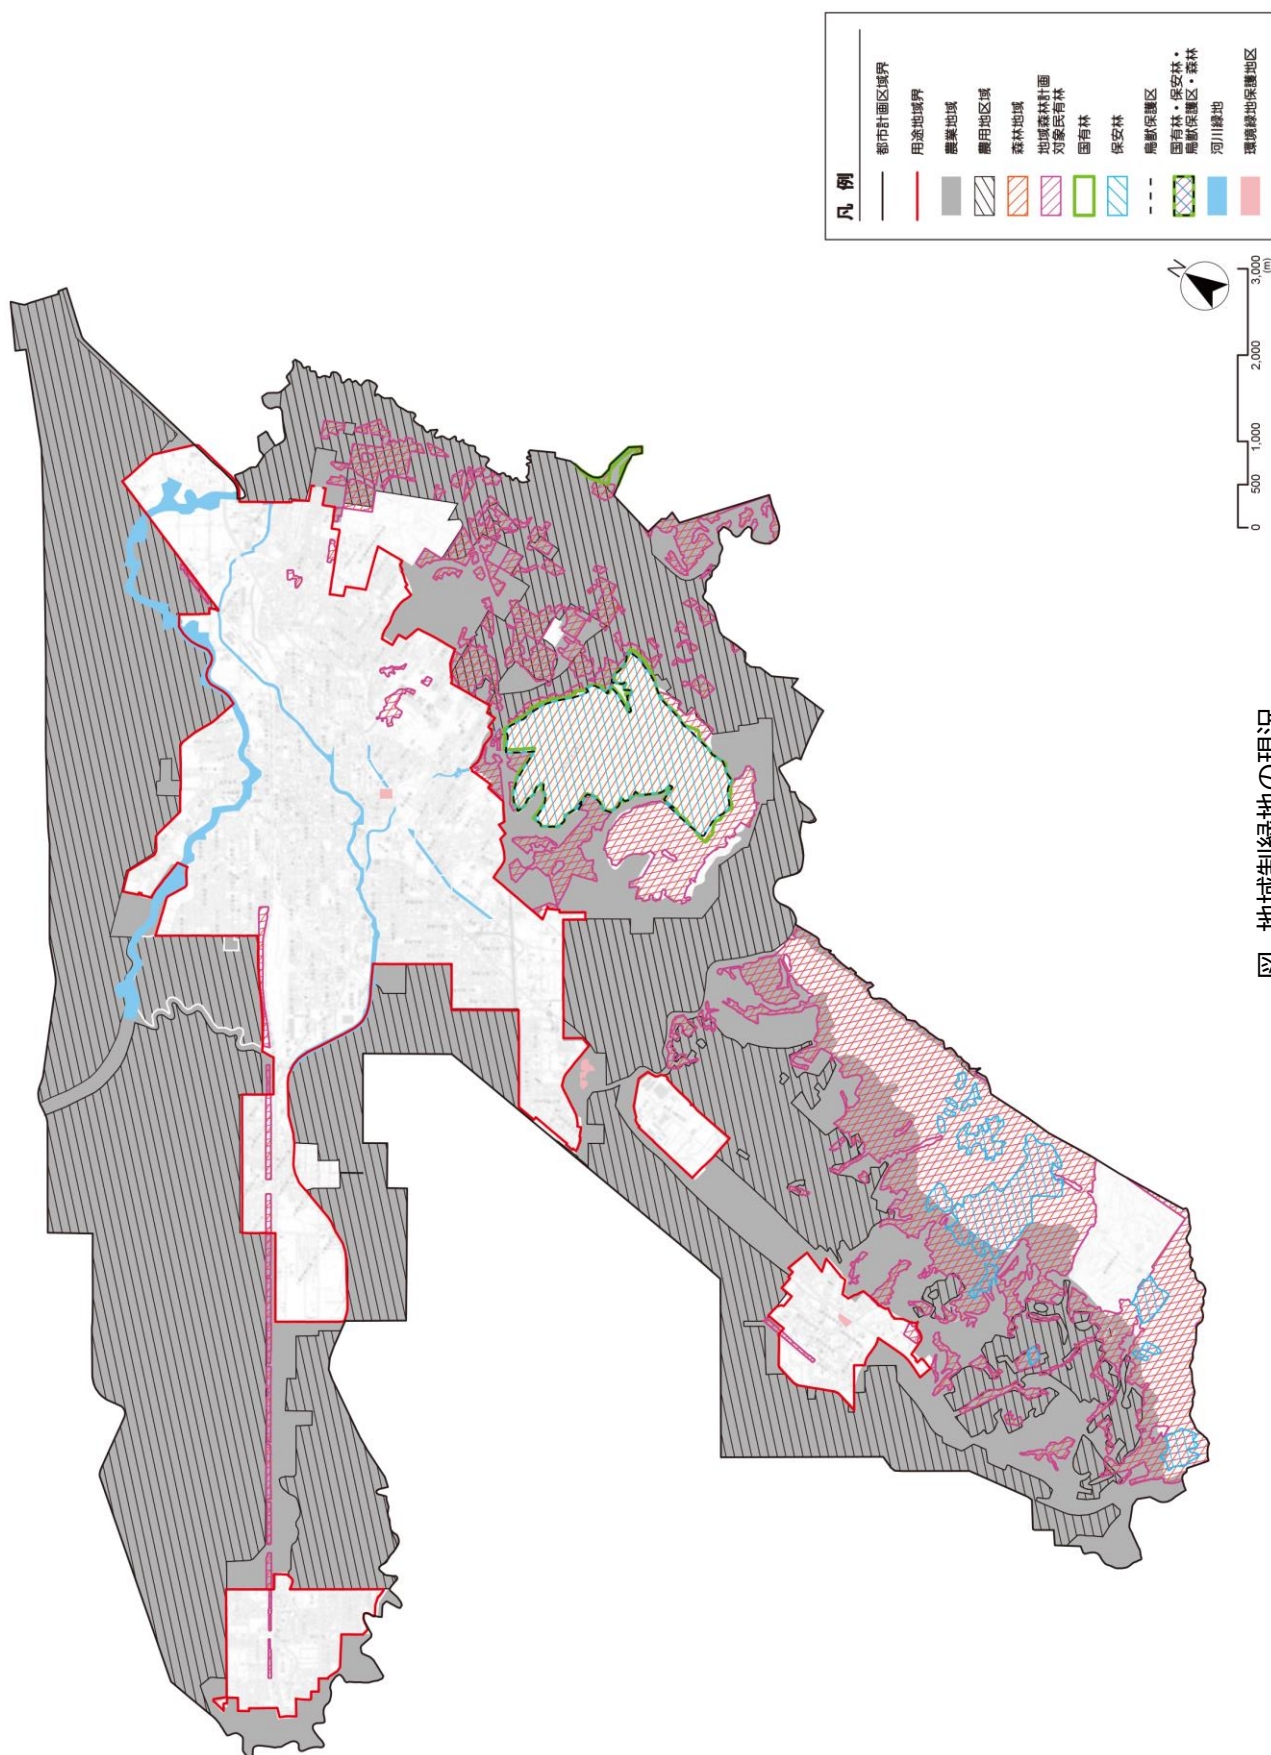 凡 例
都市計画区域界
用途地域界
農業地域
農用地区域
森林地域
地域森林計画
対象民有林
国有林
保安林
鳥獣保護区
国有林・保安林・
鳥獣保護区・森林
河川緑地
環境緑地保護地区
N
0 500 1,000 2,000 3,000
(m)
図 地域制緑地の現況